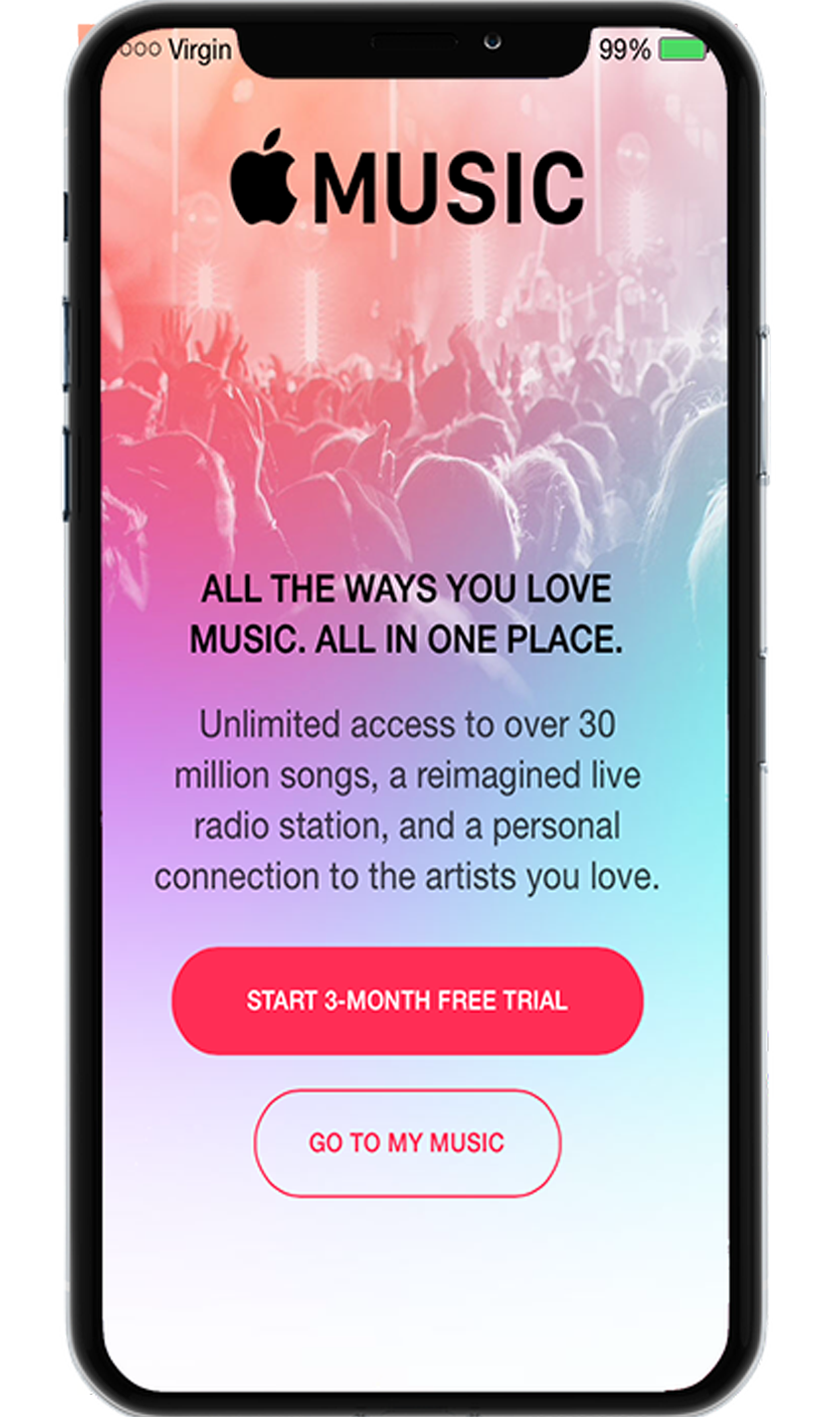 Virgin 99%
MUSIC
ALL THE WAYS YOU LOVE
MUSIC. ALL IN ONE PLACE.
Unlimited access to over 30
million songs, a reimagined live
radio station, and a personal
connection to the artists you love.
START 3-MONTH FREE TRIAL
GO TO MY MUSIC